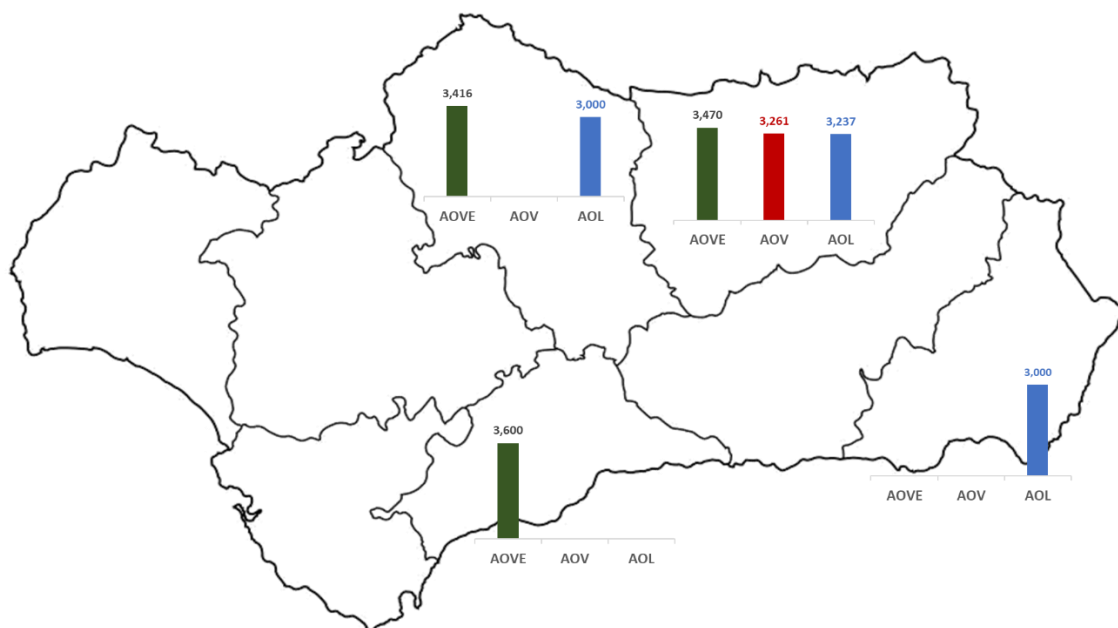 3,416
3,000
AOVE AOV AOL
3,470
3,261
3,237
AOVE AOV AOL
3,000
AOVE AOV AOL
3,600
AOVE AOV AOL